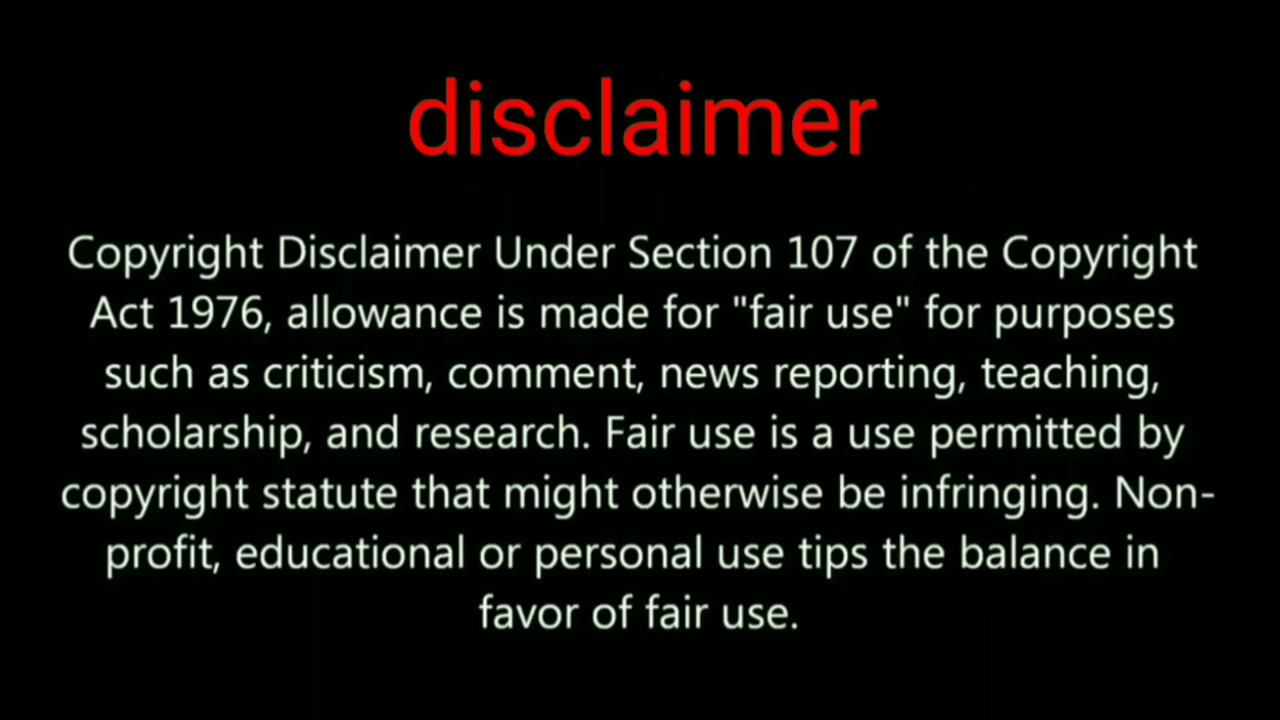 disclaimer
Copyright Disclaimer Under Section 107 of the Copyright
Act 1976, allowance is made for "fair use" for purposes
such as criticism, comment, news reporting, teaching,
scholarship, and research. Fair use is a use permitted by
copyright statute that might otherwise be infringing. Non-
profit, educational or personal use tips the balance in
favor of fair use.